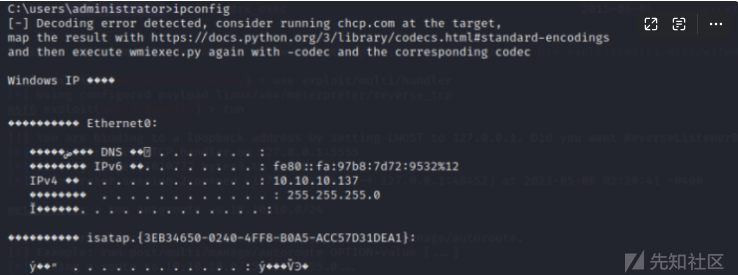 C:\users\administrator>ipconfig
[-] Decoding error detected, consider running chcp.com at the target,
map the result with https://docs.python.org/3/library/codecs.html#standard-encodings
and then execute wmiexec.py again with -codec and the corresponding codec
Windows IP ����
���������� Ethernet0:
�����ض��� DNS ��׺ . . . . . . . :
�������� IPv6 ��. . . . . . . . : fe80::fa:97b8:7d72:9532%12
IPv4 �� . . . . . . . . . . . . : 10.10.10.137
�������� . . . . . . . . . . . . : 255.255.255.0
Ĭ������. . . . . . . . . . . . . :
���������� isatap.{3EB34650-0240-4FF8-B0A5-ACC57D31DEA1}:
ý��״ . . . . . . . . . . . . : ý���ѶϿ�
先知社区